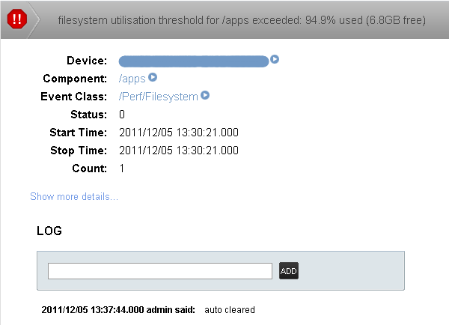 !! filesystem utilisation threshold for /apps exceeded: 94.9% used (6.8GB free)
Device:
Component: /apps
Event Class: /Perf/Filesystem
Status: 0
Start Time: 2011/12/05 13:30:21.000
Stop Time: 2011/12/05 13:30:21.000
Count: 1
Show more details...
LOG
ADD
2011/12/05 13:37:44.000 admin said: auto cleared